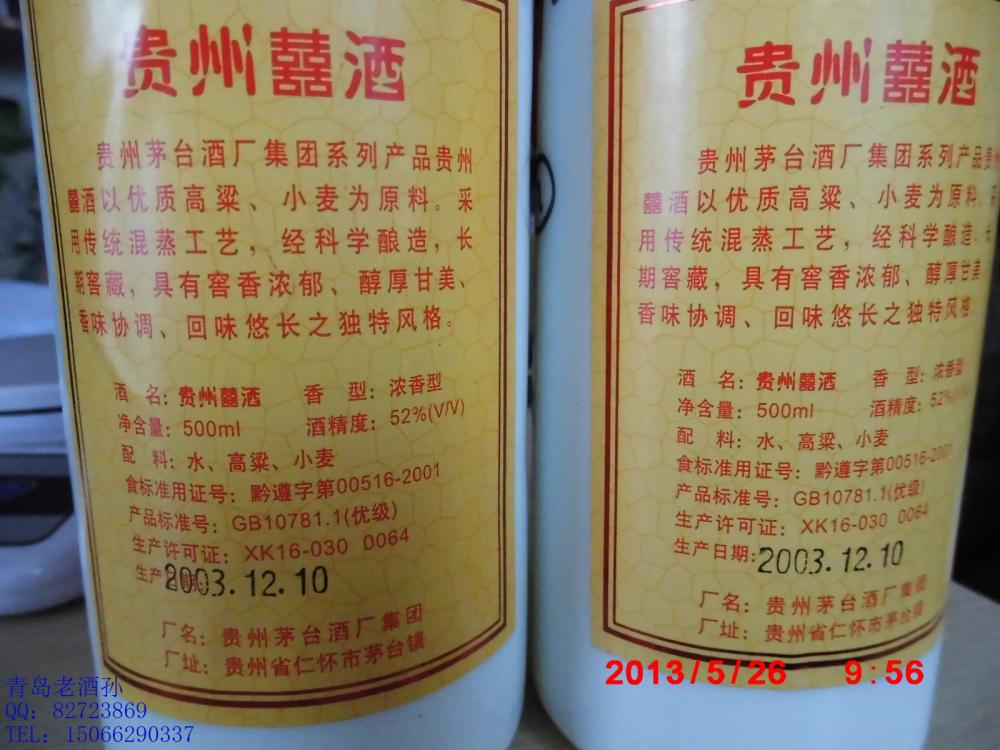 贵州囍酒
贵州茅台酒厂集团系列产品贵州
囍酒以优质高粱、小麦为原料。采
用传统混蒸工艺，经科学酿造，长
期窖藏，具有窖香浓郁、醇厚甘美、
香味协调、回味悠长之独特风格。
酒 名：贵州囍酒 香 型：浓香型
净含量：500ml 酒精度：52%(V/V)
配 料：水、高粱、小麦
食标准用证号：黔遵字第00516-2001
产品标准号：GB10781.1(优级)
生产许可证：XK16-030 0064
生产日期:2003.12.10
厂名：贵州茅台酒厂集团
厂址：贵州省仁怀市茅台镇
贵州囍酒
贵州茅台酒厂集团系列产品贵
囍酒以优质高粱、小麦为原料。采
用传统混蒸工艺，经科学酿造，长
期窖藏，具有窖香浓郁、醇厚甘美、
香味协调、回味悠长之独特风格。
酒 名：贵州囍酒 香 型：浓香型
净含量：500ml 酒精度：52%(V/V)
配 料：水、高粱、小麦
食标准用证号：黔遵字第00516-2001
产品标准号：GB10781.1(优级)
生产许可证：XK16-030 0064
生产日期:2003.12.10
厂名：贵州茅台酒厂集团
厂址：贵州省仁怀市茅台镇
2013/5/26 9:56
青岛老酒孙
QQ：82723869
TEL：15066290337